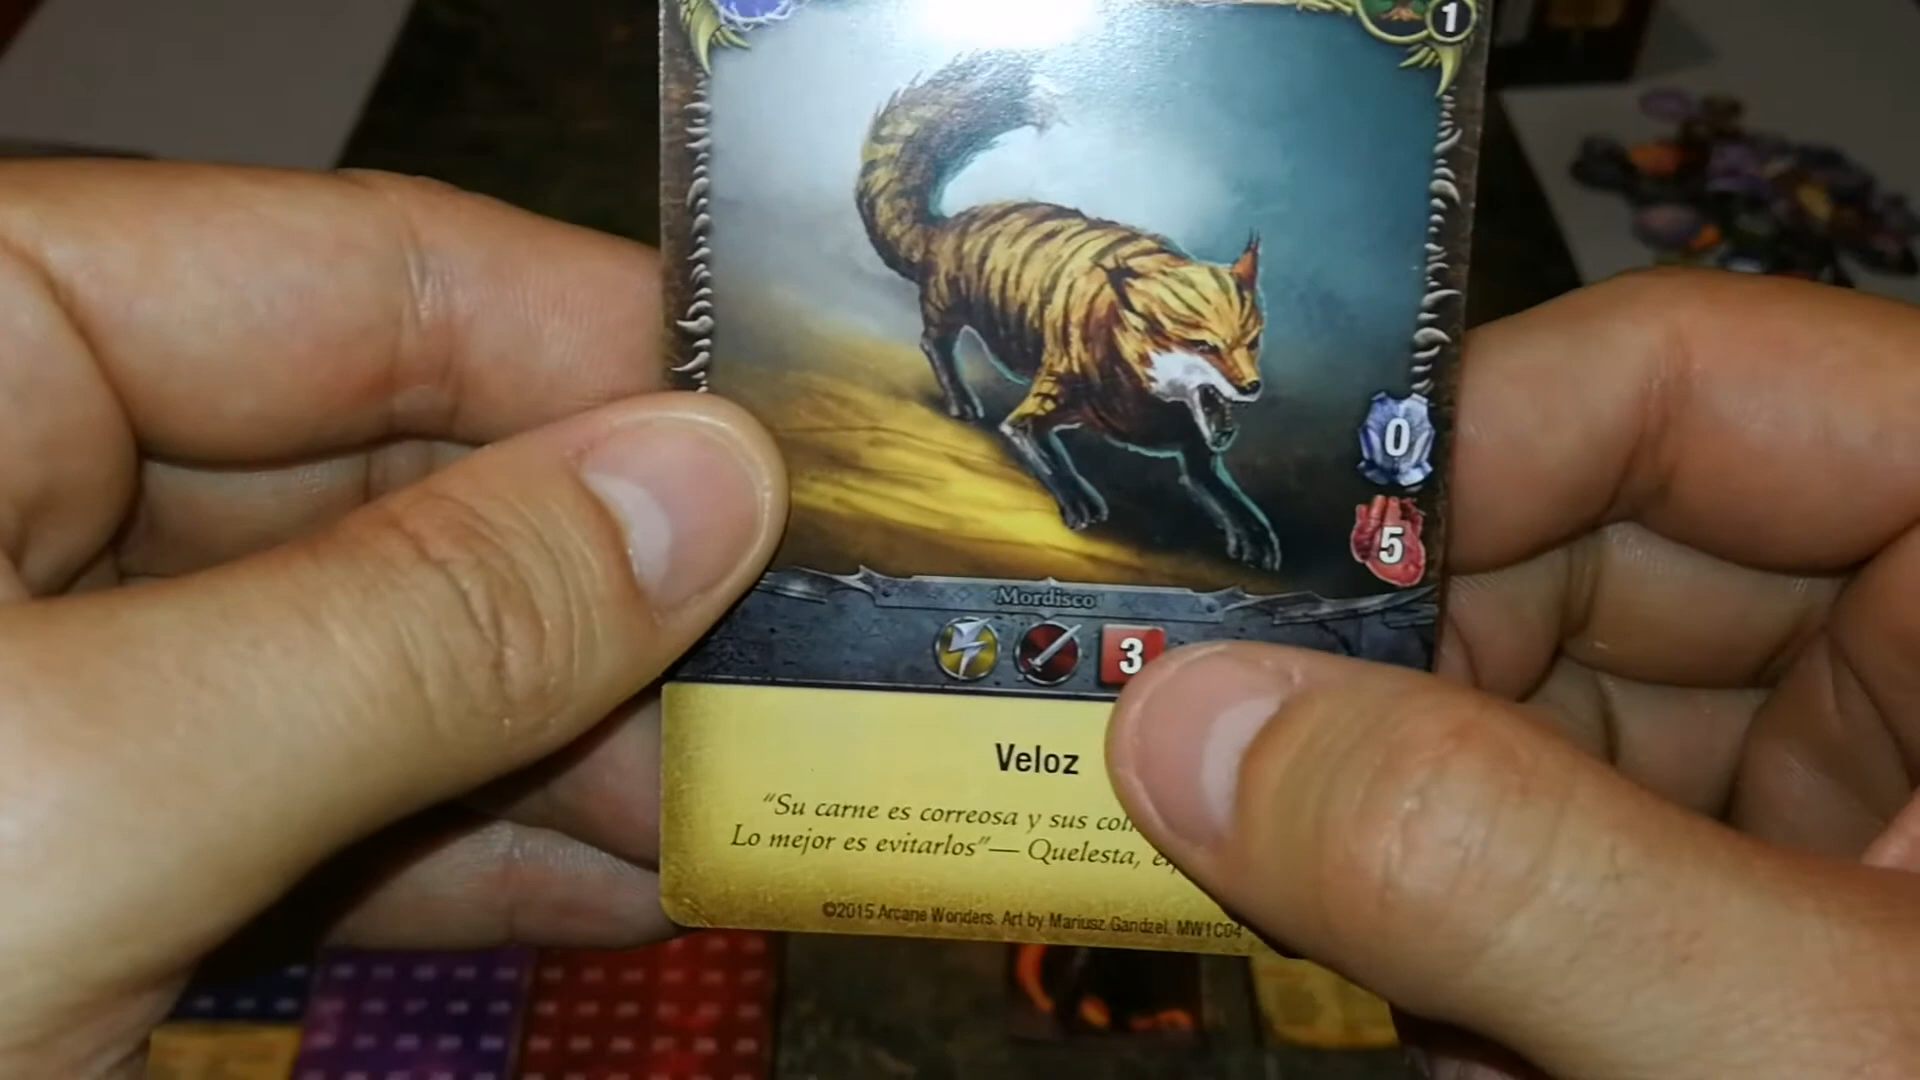 1
0
5
Mordisco
3
Veloz
"Su carne es correosa y sus
Lo mejor es evitarlos"— Quelesta,
©2015 Arcane Wonders. Art by Mariusz Gandzel. MW1C04